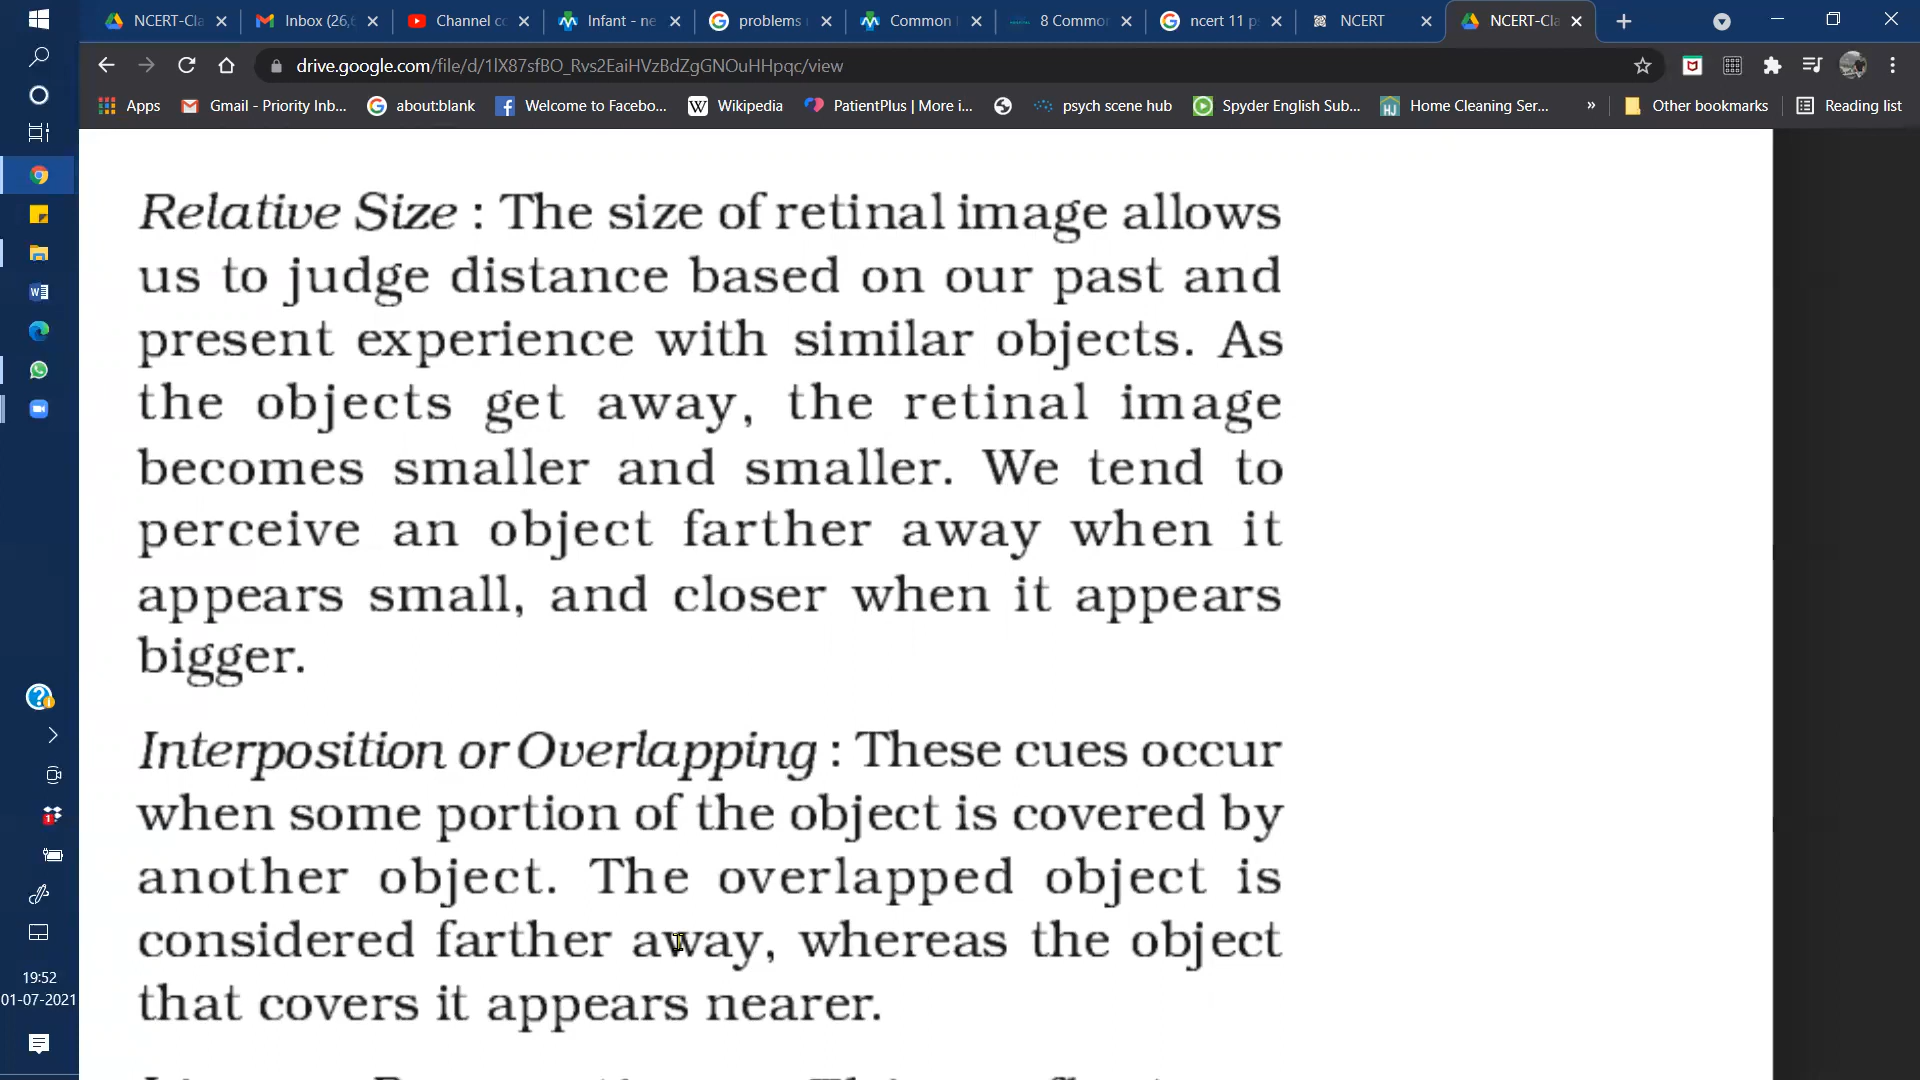 NCERT-Cla
Inbox (26,6
Channel co
Infant - ne
problems
Common
8 Commo
ncert 11 p
NCERT
NCERT-Cla
drive.google.com/file/d/1lX87sfBO_Rvs2EaiHVzBdZgGNOuHHpqc/view
Apps
Gmail - Priority Inb...
about:blank
Welcome to Facebo...
Wikipedia
PatientPlus | More i...
psych scene hub
Spyder English Sub...
Home Cleaning Ser...
»
Other bookmarks
Reading list
Relative Size : The size of retinal image allows
us to judge distance based on our past and
present experience with similar objects. As
the objects get away, the retinal image
becomes smaller and smaller. We tend to
perceive an object farther away when it
appears small, and closer when it appears
bigger.
Interposition or Overlapping : These cues occur
when some portion of the object is covered by
another object. The overlapped object is
considered farther away, whereas the object
that covers it appears nearer.
19:52
01-07-2021